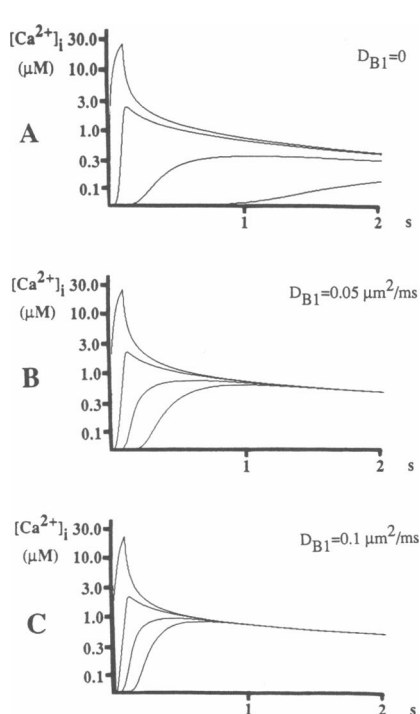 [Ca²⁺]i 30.0
(μM) 10.0
D_B1=0
3.0
A
1.0
0.3
0.1
1 2 s
[Ca²⁺]i 30.0
D_B1=0.05 μm²/ms
(μM) 10.0
3.0
B
1.0
0.3
0.1
1 2 s
[Ca²⁺]i 30.0
D_B1=0.1 μm²/ms
(μM) 10.0
3.0
C
1.0
0.3
0.1
1 2 s